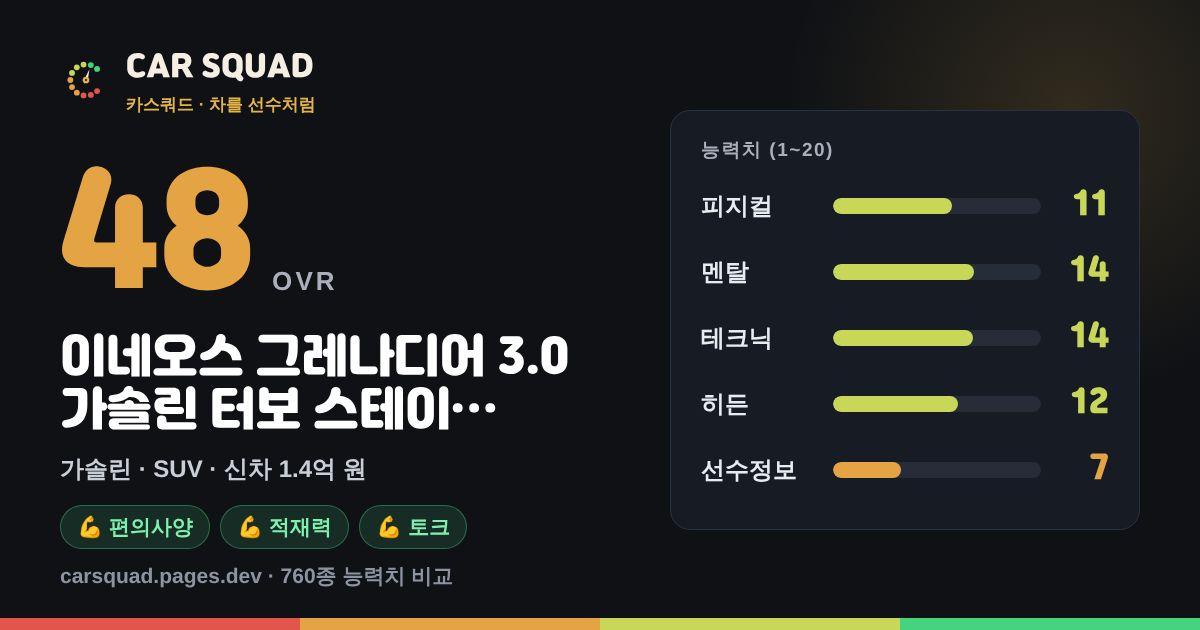 CAR SQUAD
카스쿼드 · 차를 선수처럼
48 OVR
이네오스 그레나디어 3.0
가솔린 터보 스테이…
가솔린 · SUV · 신차 1.4억 원
💪 편의사양 💪 적재력 💪 토크
carsquad.pages.dev · 760종 능력치 비교
능력치 (1~20)
피지컬 11
멘탈 14
테크닉 14
히든 12
선수정보 7